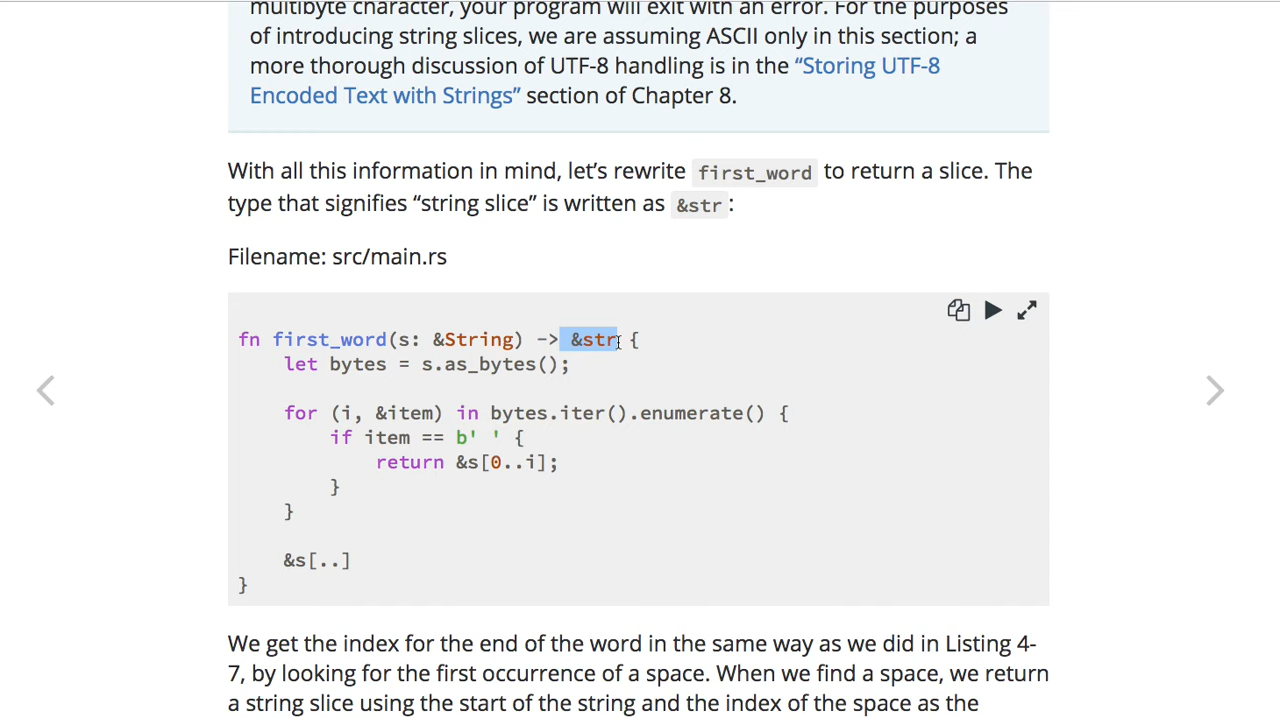 multibyte character, your program will exit with an error. For the purposes
of introducing string slices, we are assuming ASCII only in this section; a
more thorough discussion of UTF-8 handling is in the “Storing UTF-8
Encoded Text with Strings” section of Chapter 8.
With all this information in mind, let’s rewrite first_word to return a slice. The
type that signifies “string slice” is written as &str :
Filename: src/main.rs
fn first_word(s: &String) -> &str {
    let bytes = s.as_bytes();
    for (i, &item) in bytes.iter().enumerate() {
        if item == b' ' {
            return &s[0..i];
        }
    }
    &s[..]
}
We get the index for the end of the word in the same way as we did in Listing 4-
7, by looking for the first occurrence of a space. When we find a space, we return
a string slice using the start of the string and the index of the space as the